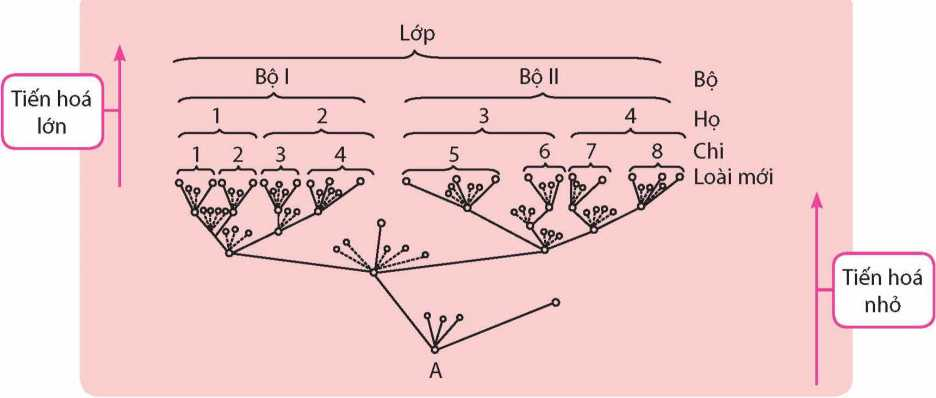 Lớp
Bộ I Bộ II Bộ
1 2 3 4 Họ
1 2 3 4 5 6 7 8 Chi
Loài mới
Tiến hoá
lớn
Tiến hoá
nhỏ
A